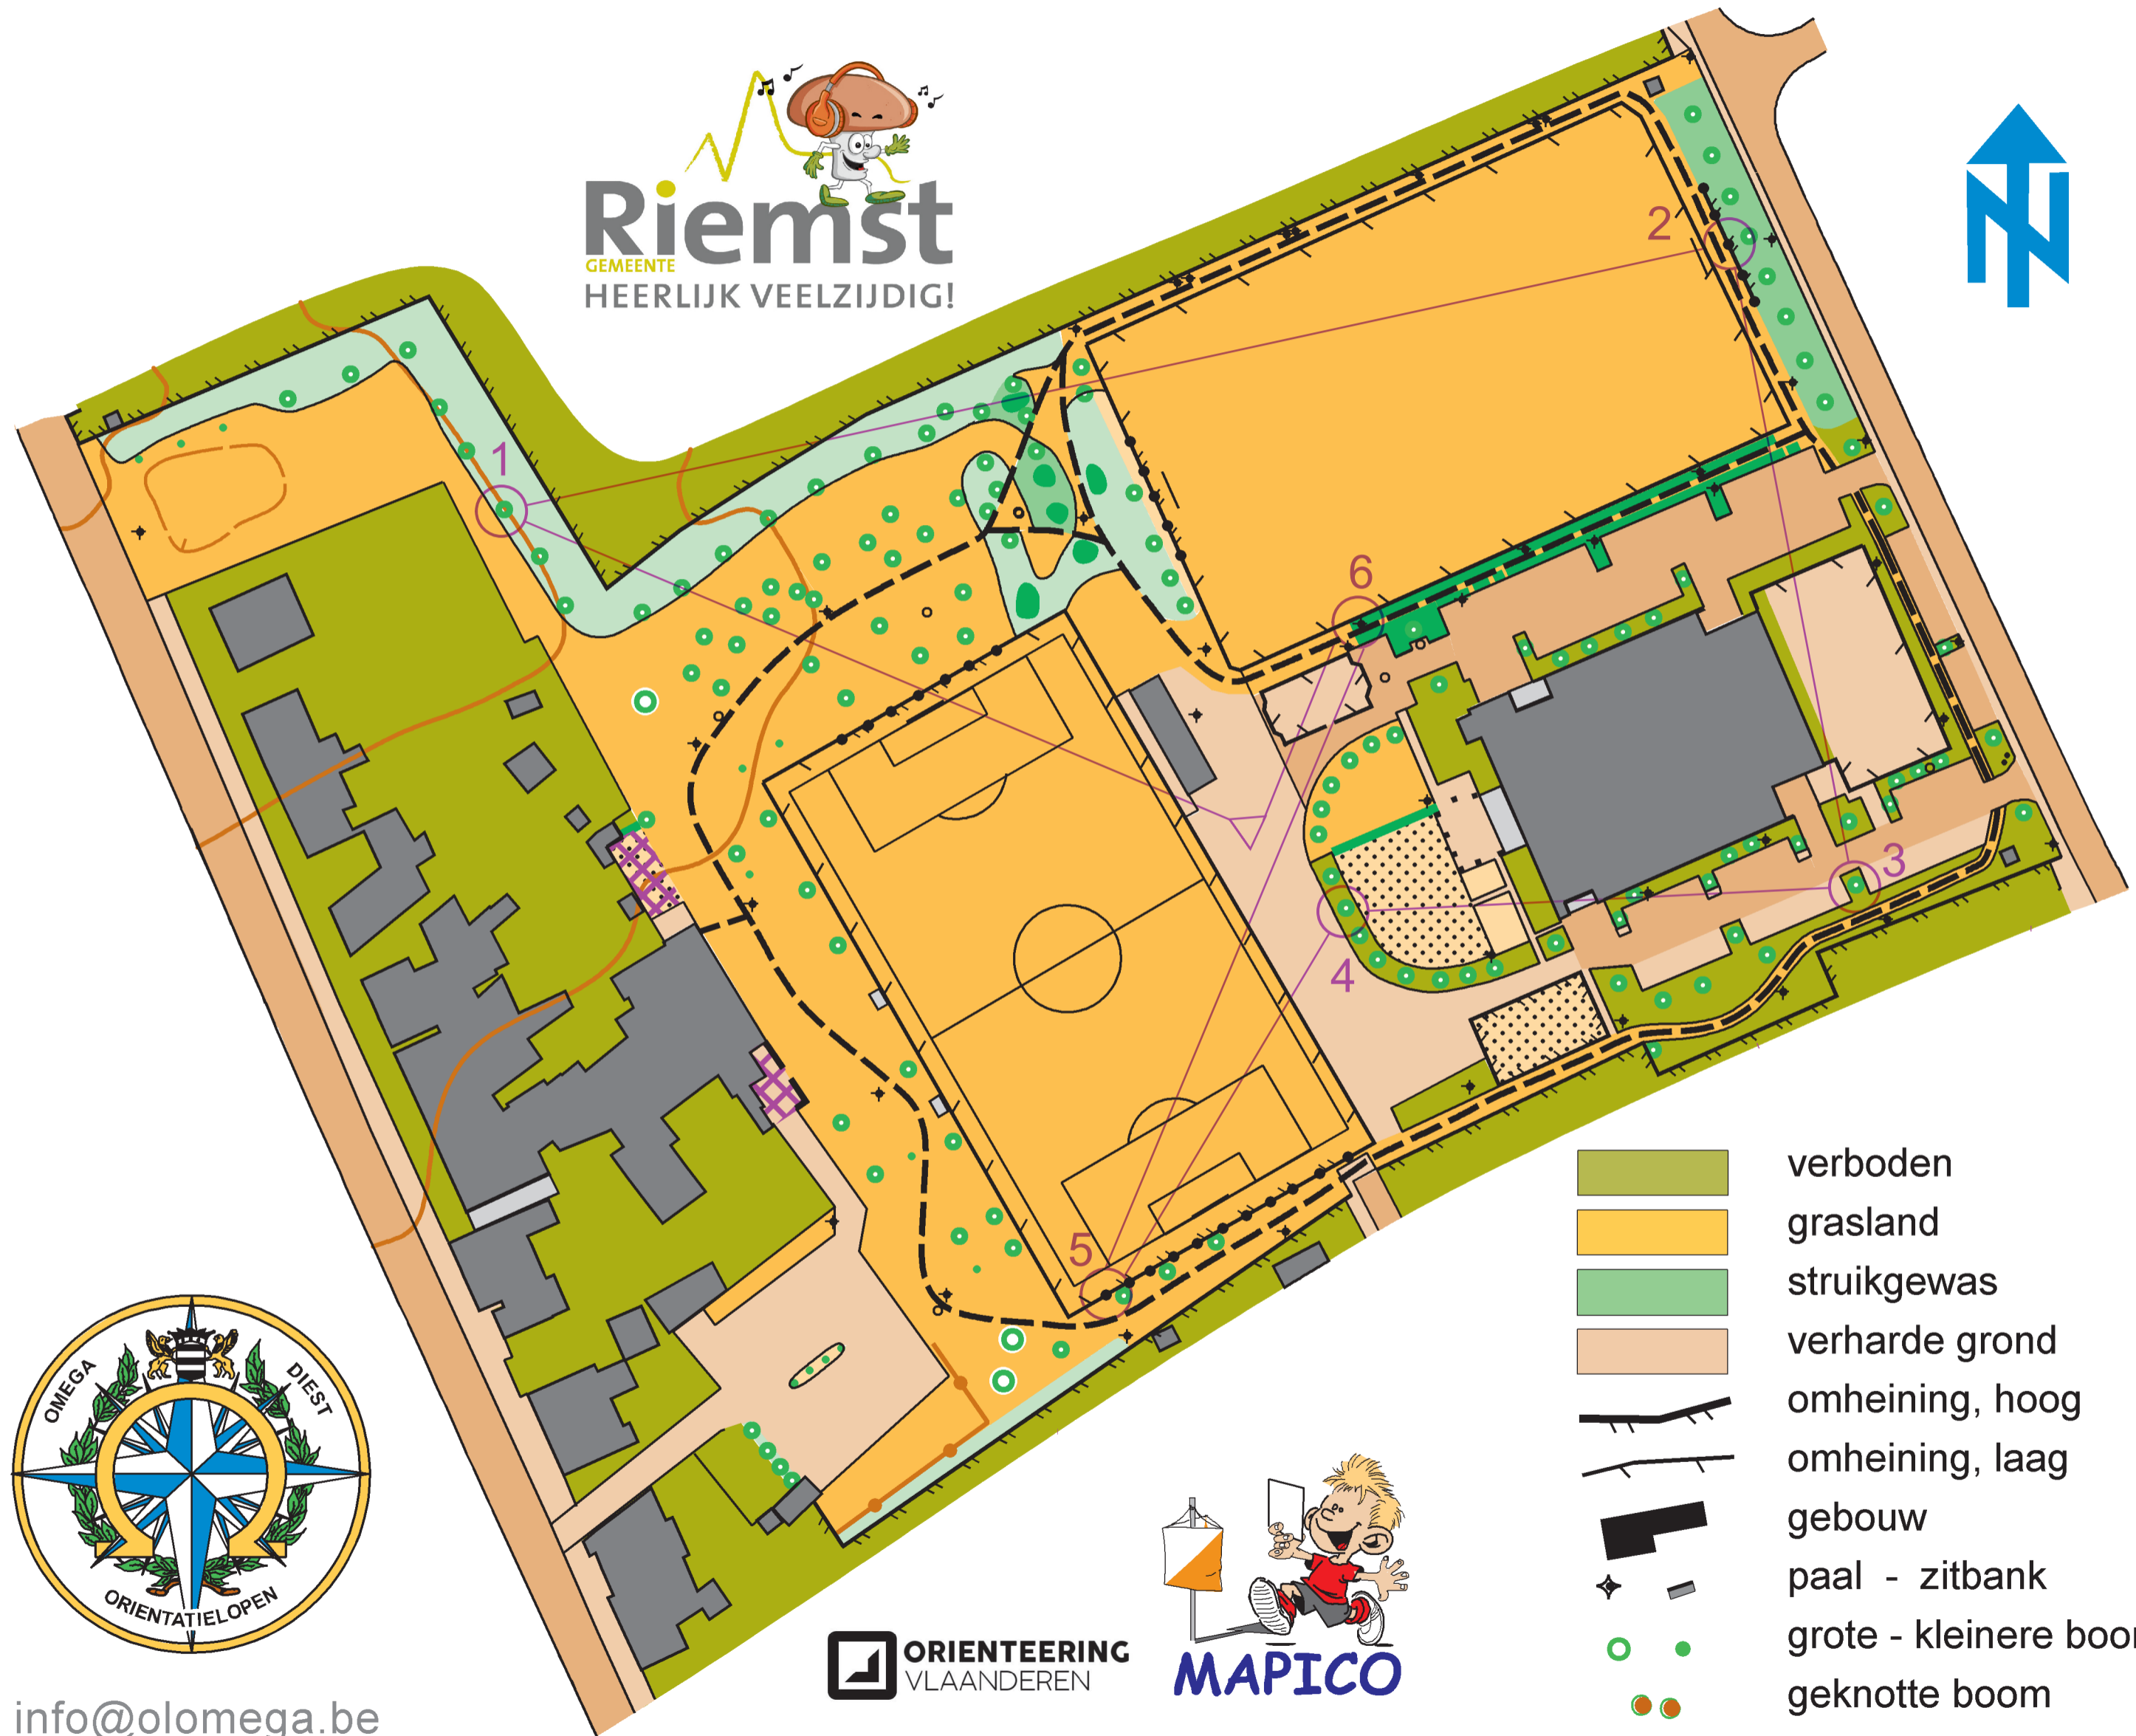 Riemst
GEMEENTE
HEERLIJK VEELZIJDIG!
N
2
1
6
3
4
5
verboden
grasland
struikgewas
verharde grond
omheining, hoog
omheining, laag
gebouw
paal - zitbank
grote - kleinere boom
geknotte boom
OMEGA DIEST
ORIENTATIELOPEN
ORIENTEERING
VLAANDEREN
MAPICO
info@olomega.be